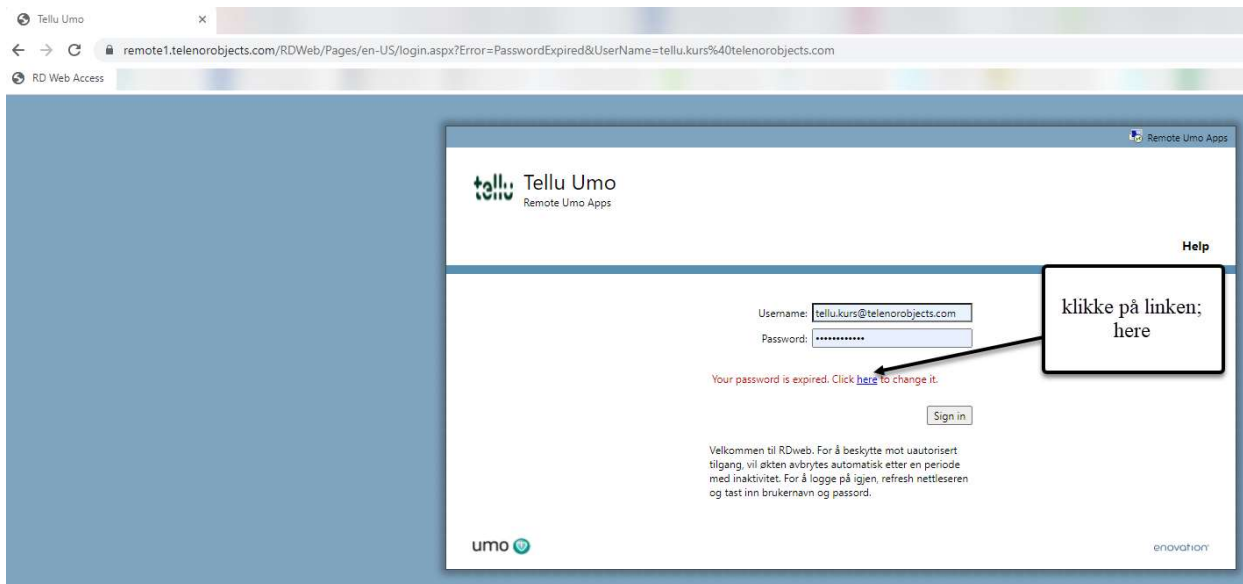 Tellu Umo
remote1.telenorobjects.com/RDWeb/Pages/en-US/login.aspx?Error=PasswordExpired&UserName=tellu.kurs%40telenorobjects.com
RD Web Access
Remote Umo Apps
tellu
Tellu Umo
Remote Umo Apps
Help
klikke på linken;
here
Username: tellu.kurs@telenorobjects.com
Password: ••••••••••••
Your password is expired. Click here to change it.
Sign in
Velkommen til RDweb. For å beskytte mot uautorisert
tilgang, vil økten avbrytes automatisk etter en periode
med inaktivitet. For å logge på igjen, refresh nettleseren
og tast inn brukernavn og passord.
umo
enovation